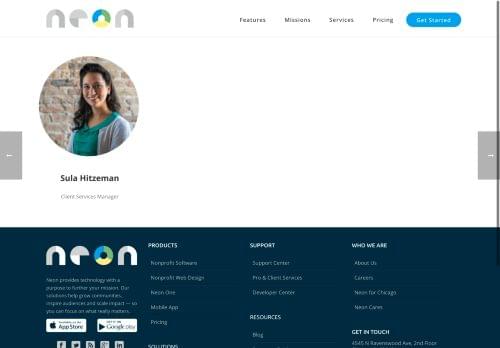 neon
Features
Missions
Services
Pricing
Get Started
Sula Hitzeman
Client Services Manager
neon
Neon provides technology with a
purpose to further your mission. Our
solutions help grow communities,
inspire audiences and scale impact — so
you can focus on what really matters.
App Store
Google play
PRODUCTS
Nonprofit Software
Nonprofit Web Design
Neon One
Mobile App
Pricing
SOLUTIONS
SUPPORT
Support Center
Pro & Client Services
Developer Center
RESOURCES
Blog
WHO WE ARE
About Us
Careers
Neon for Chicago
Neon Cares
GET IN TOUCH
4545 N Ravenswood Ave, 2nd Floor